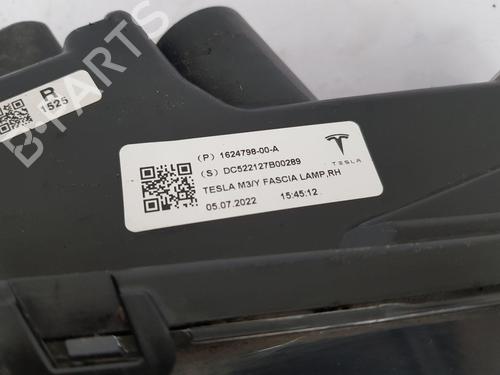 R
1525
(P) 1624798-00-A
(S) DC522127B00289
TESLA M3/Y FASCIA LAMP,RH
05.07.2022 15:45:12
TESLA
B-PARTS